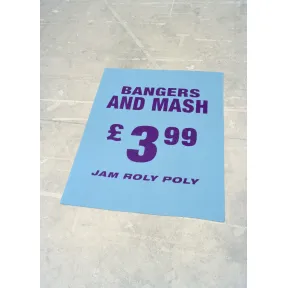 BANGERS
AND MASH
£3.99
JAM ROLY POLY